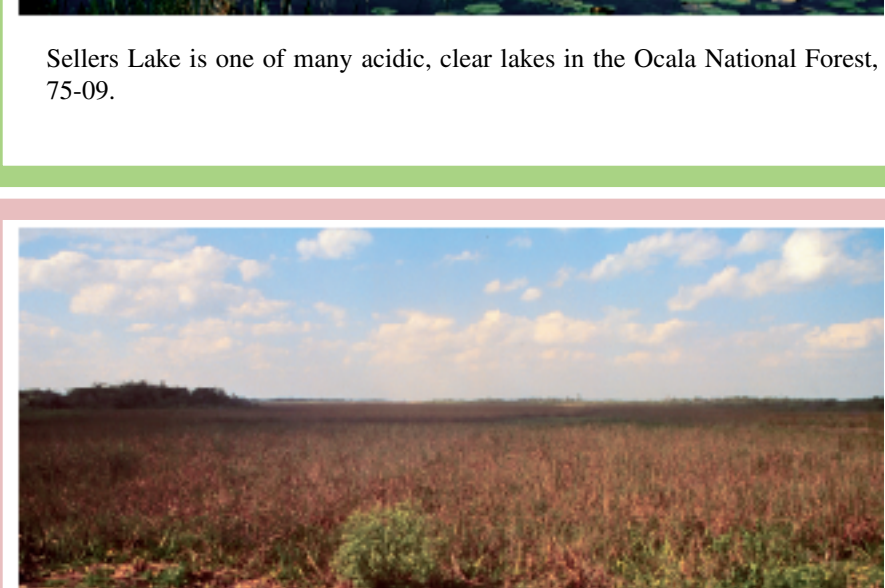 Sellers Lake is one of many acidic, clear lakes in the Ocala National Forest,
75-09.